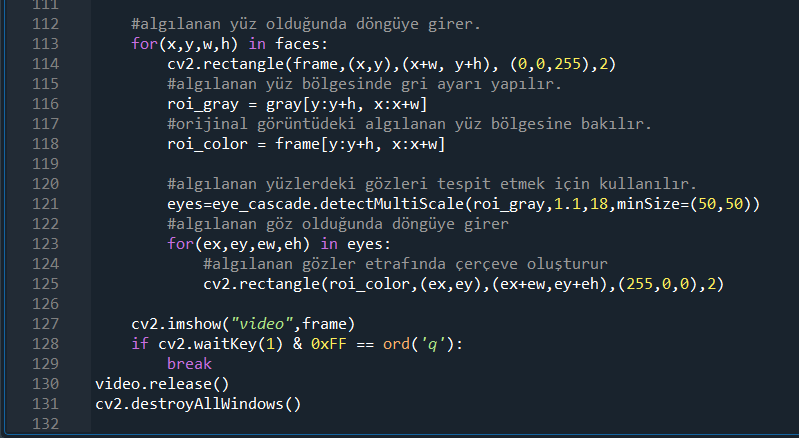 111
112 #algılanan yüz olduğunda döngüye girer.
113 for(x,y,w,h) in faces:
114 cv2.rectangle(frame,(x,y),(x+w, y+h), (0,0,255),2)
115 #algılanan yüz bölgesinde gri ayarı yapılır.
116 roi_gray = gray[y:y+h, x:x+w]
117 #orijinal görüntüdeki algılanan yüz bölgesine bakılır.
118 roi_color = frame[y:y+h, x:x+w]
119
120 #algılanan yüzlerdeki gözleri tespit etmek için kullanılır.
121 eyes=eye_cascade.detectMultiScale(roi_gray,1.1,18,minSize=(50,50))
122 #algılanan göz olduğunda döngüye girer
123 for(ex,ey,ew,eh) in eyes:
124 #algılanan gözler etrafında çerçeve oluşturur
125 cv2.rectangle(roi_color,(ex,ey),(ex+ew,ey+eh),(255,0,0),2)
126
127 cv2.imshow("video",frame)
128 if cv2.waitKey(1) & 0xFF == ord('q'):
129 break
130 video.release()
131 cv2.destroyAllWindows()
132